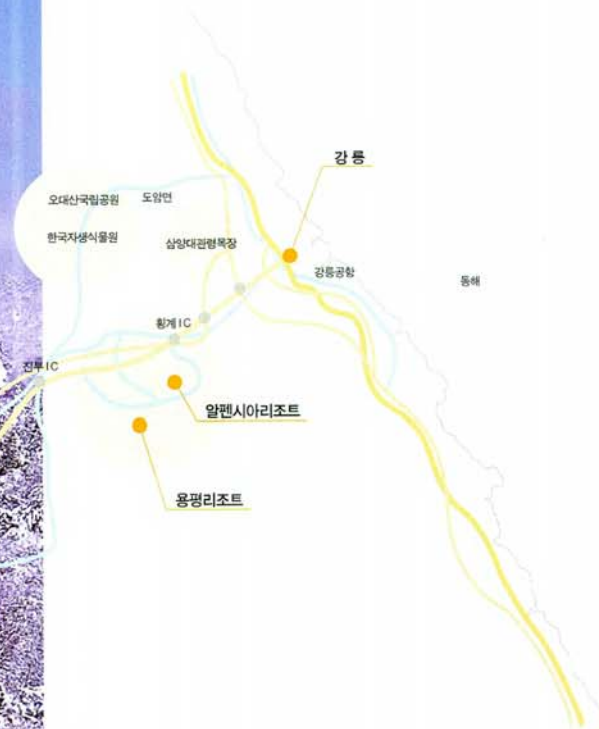 강 릉
오대산국립공원
도암면
한국자생식물원
삼양대관령목장
강릉공항
동해
횡계 IC
진부 IC
알펜시아리조트
용평리조트